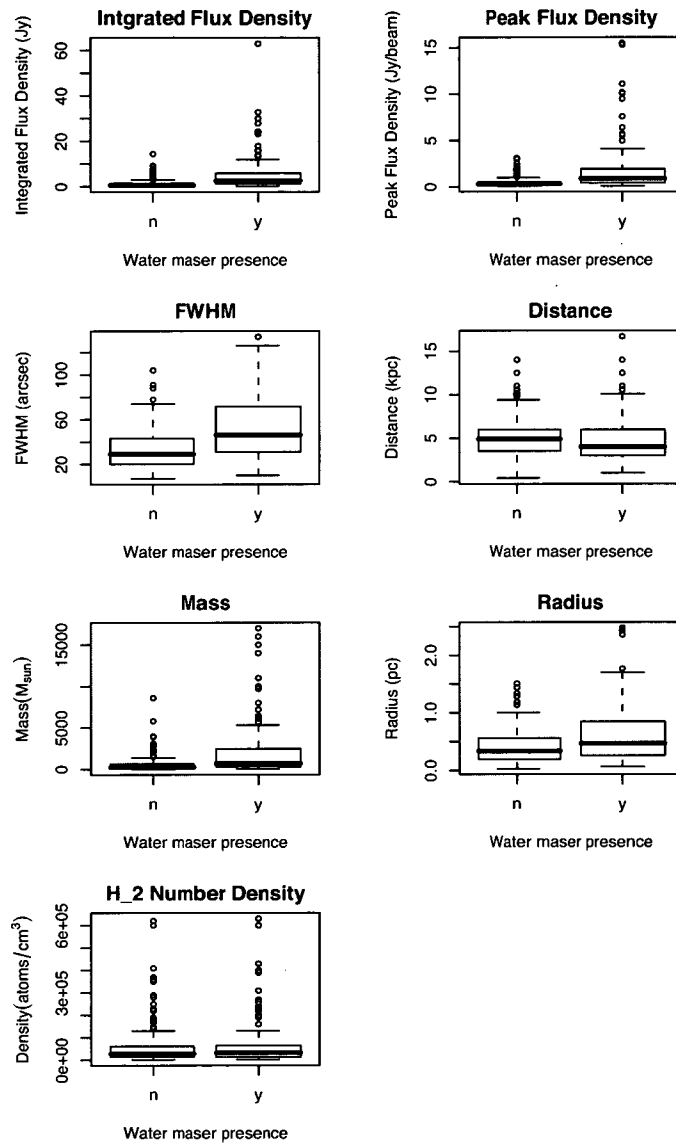 Intgrated Flux Density
Integrated Flux Density (Jy)
60
40
20
0
n
y
Water maser presence
Peak Flux Density
Peak Flux Density (Jy/beam)
15
10
5
0
n
y
Water maser presence
FWHM
FWHM (arcsec)
100
60
20
n
y
Water maser presence
Distance
Distance (kpc)
15
10
5
0
n
y
Water maser presence
Mass
Mass(M_sun)
15000
5000
0
n
y
Water maser presence
Radius
Radius (pc)
2.0
1.0
0.0
n
y
Water maser presence
H_2 Number Density
Density(atoms/cm³)
6e+05
3e+05
0e+00
n
y
Water maser presence